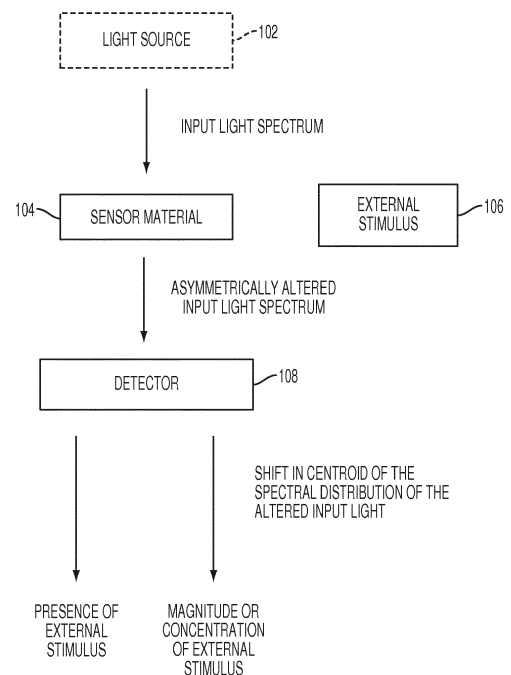 LIGHT SOURCE
102
INPUT LIGHT SPECTRUM
104
SENSOR MATERIAL
EXTERNAL
STIMULUS
106
ASYMMETRICALLY ALTERED
INPUT LIGHT SPECTRUM
DETECTOR
108
SHIFT IN CENTROID OF THE
SPECTRAL DISTRIBUTION OF THE
ALTERED INPUT LIGHT
PRESENCE OF
EXTERNAL
STIMULUS
MAGNITUDE OR
CONCENTRATION
OF EXTERNAL
STIMULUS